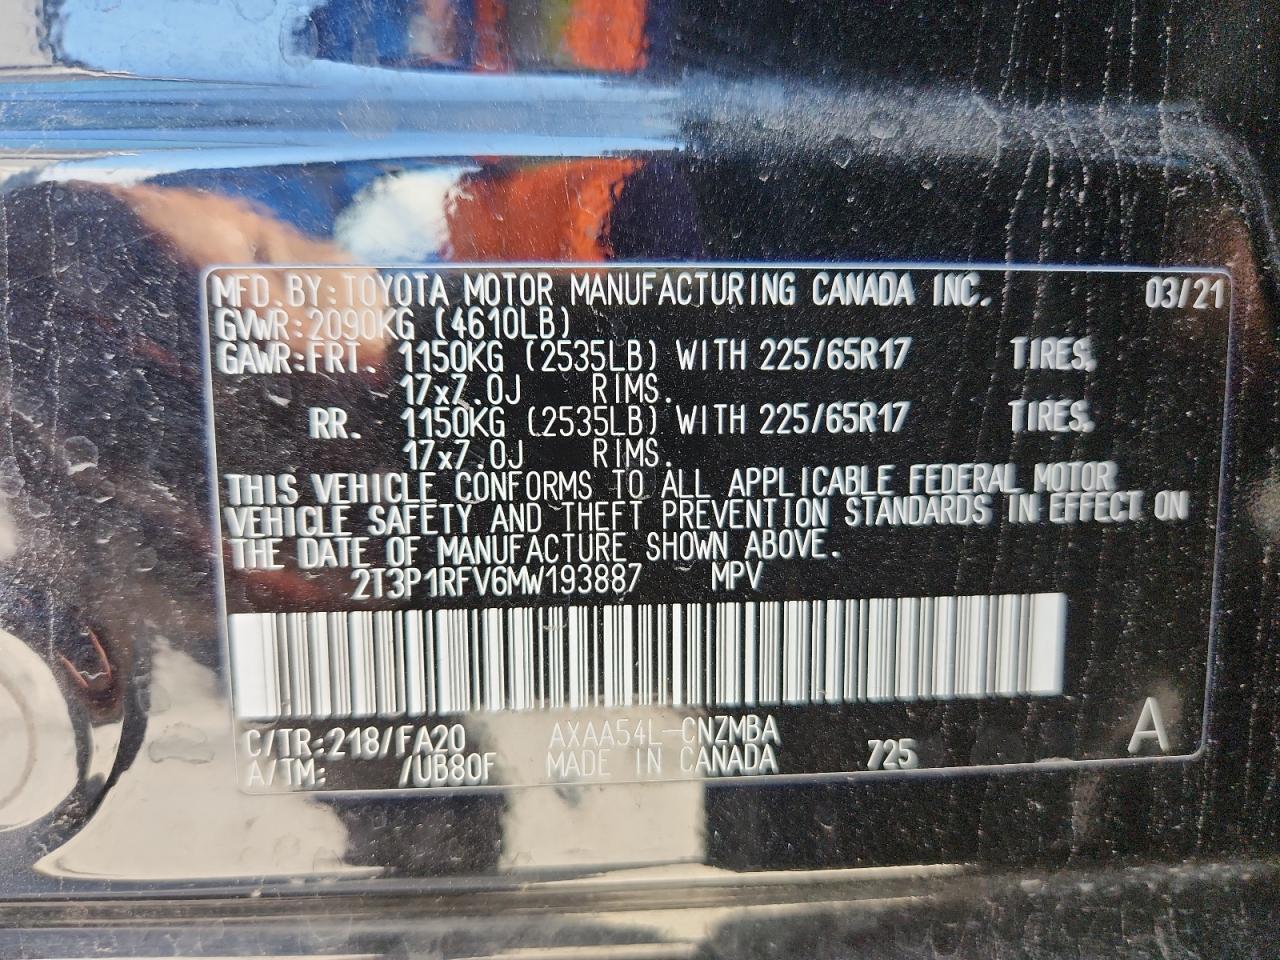 MFD.BY:TOYOTA MOTOR MANUFACTURING CANADA INC. 03/21
GVWR:2090KG (4610LB)
GAWR:FRT. 1150KG (2535LB) WITH 225/65R17 TIRES,
17x7.0J RIMS.
RR. 1150KG (2535LB) WITH 225/65R17 TIRES,
17x7.0J RIMS.
THIS VEHICLE CONFORMS TO ALL APPLICABLE FEDERAL MOTOR
VEHICLE SAFETY AND THEFT PREVENTION STANDARDS IN EFFECT ON
THE DATE OF MANUFACTURE SHOWN ABOVE.
2T3P1RFV6MW193887 MPV
C/TR:218/FA20 AXAA54L-CNZMBA A
A/TM: /UB80F MADE IN CANADA 725